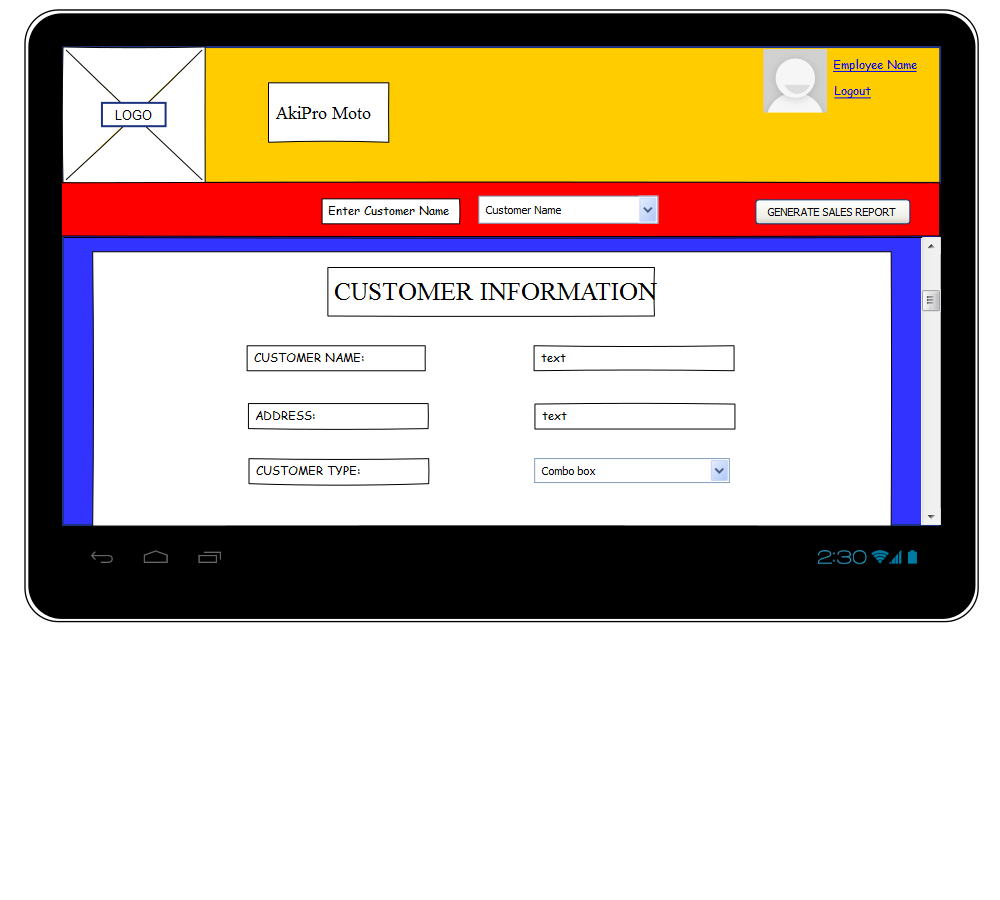 LOGO
AkiPro Moto
Employee Name
Logout
Enter Customer Name
Customer Name
GENERATE SALES REPORT
CUSTOMER INFORMATION
CUSTOMER NAME:
text
ADDRESS:
text
CUSTOMER TYPE:
Combo box
2:30